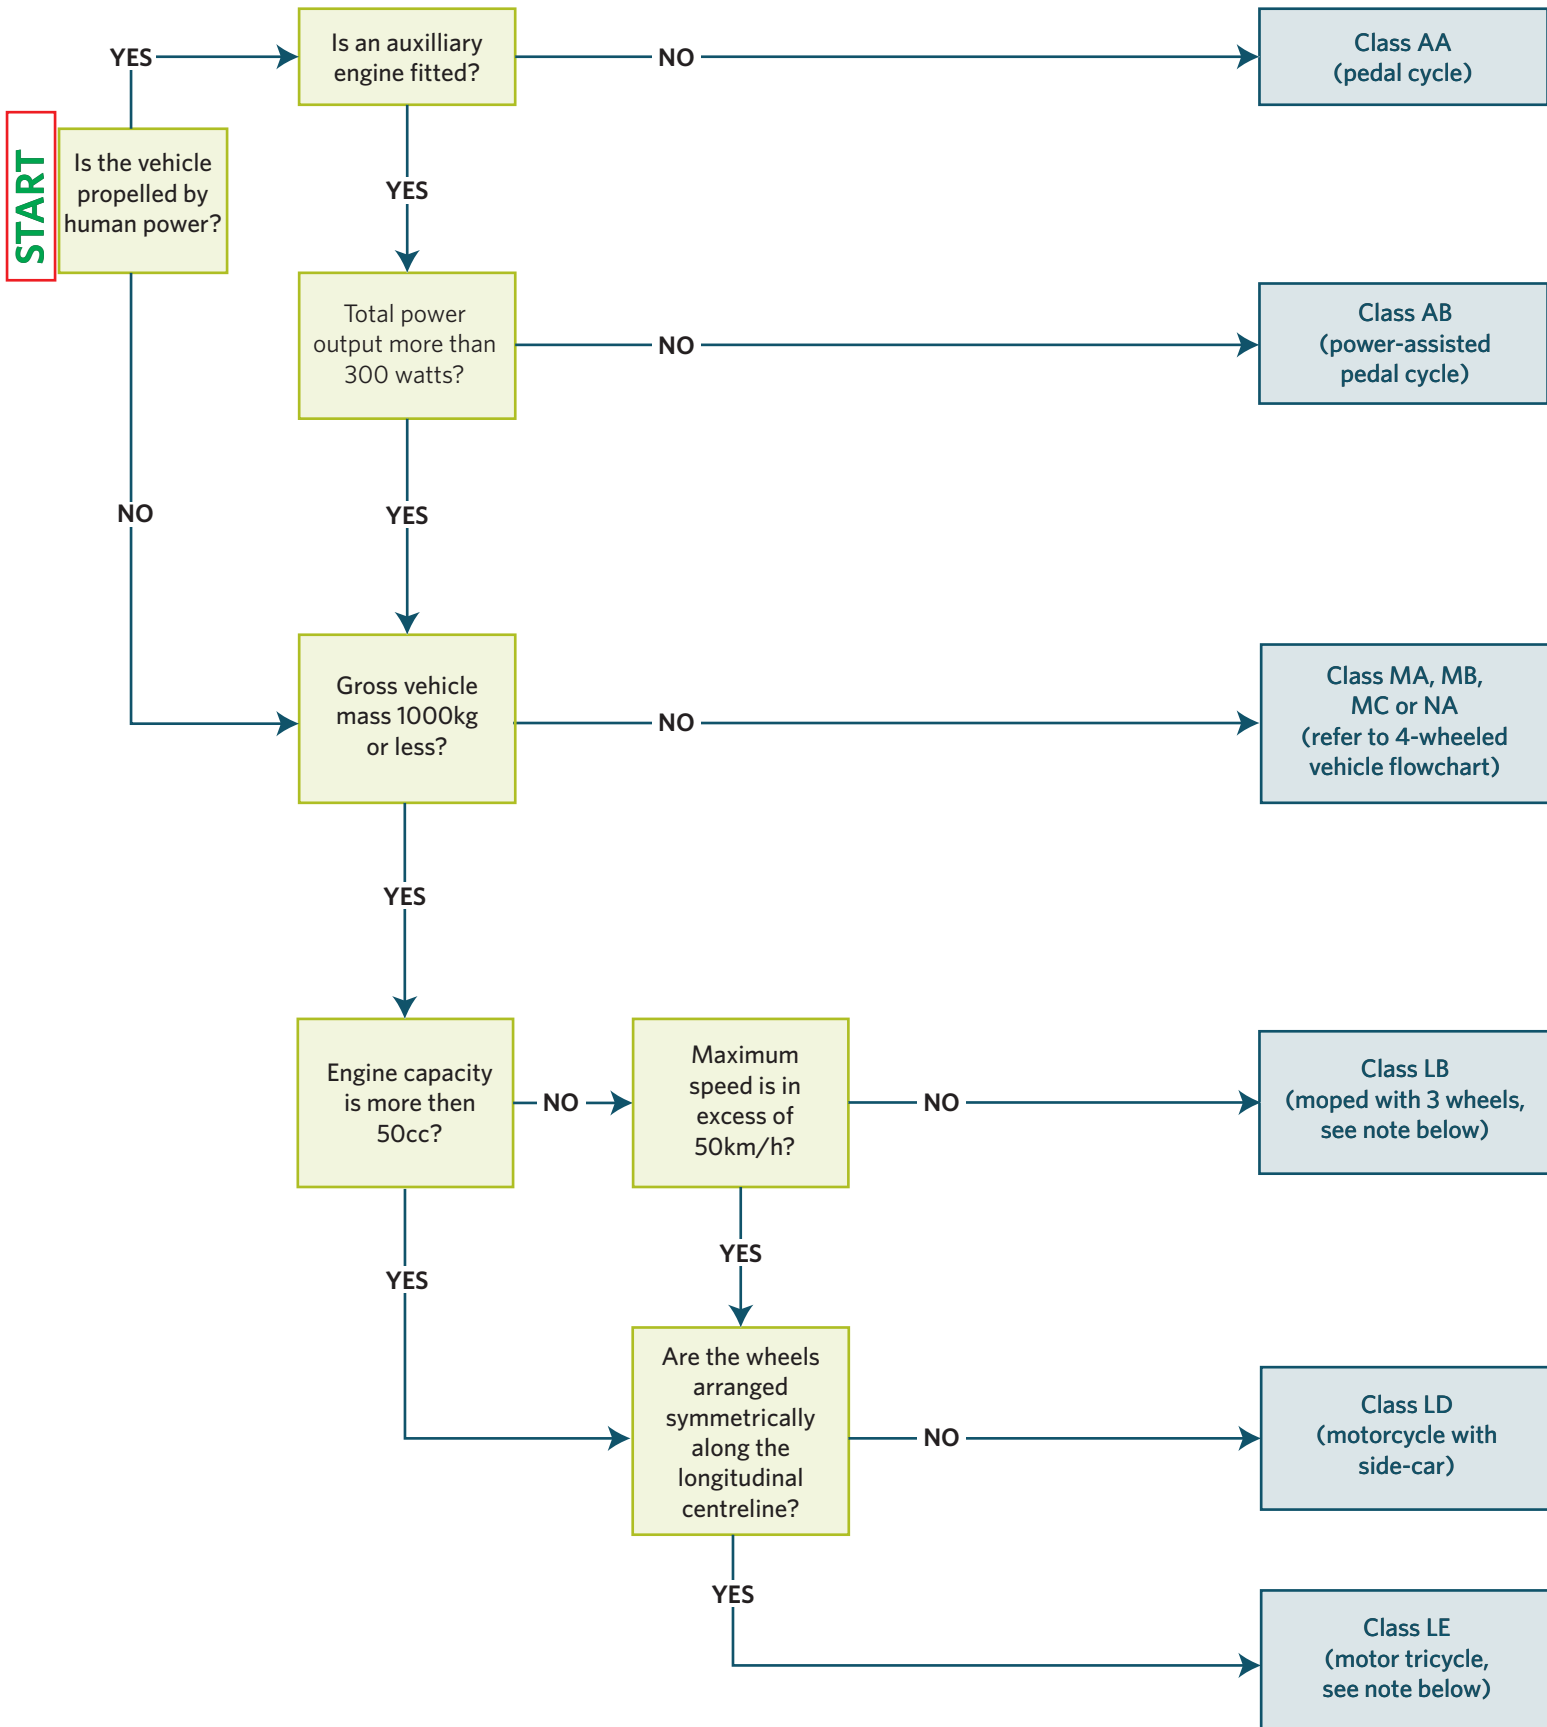 START
Is the vehicle
propelled by
human power?
YES
NO
Is an auxilliary
engine fitted?
NO
Class AA
(pedal cycle)
YES
Total power
output more than
300 watts?
NO
Class AB
(power-assisted
pedal cycle)
YES
Gross vehicle
mass 1000kg
or less?
NO
Class MA, MB,
MC or NA
(refer to 4-wheeled
vehicle flowchart)
YES
Engine capacity
is more then
50cc?
NO
Maximum
speed is in
excess of
50km/h?
NO
Class LB
(moped with 3 wheels,
see note below)
YES
YES
Are the wheels
arranged
symmetrically
along the
longitudinal
centreline?
NO
Class LD
(motorcycle with
side-car)
YES
Class LE
(motor tricycle,
see note below)